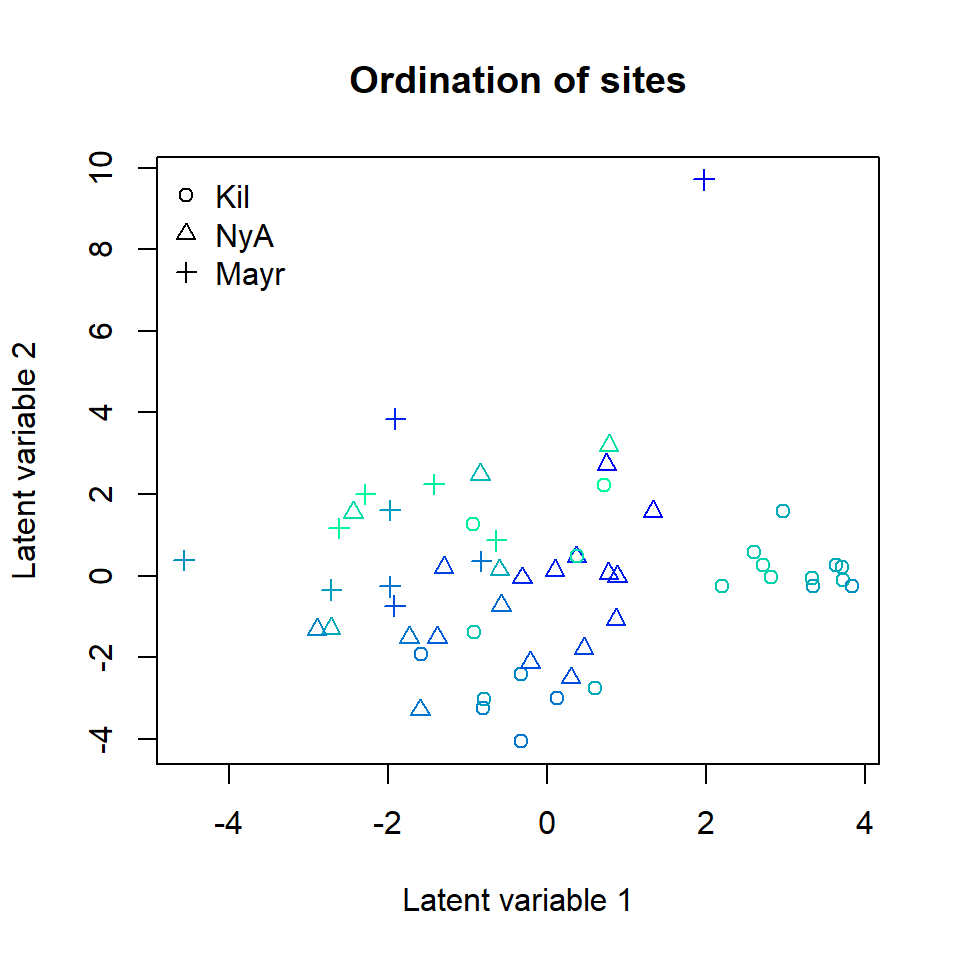 Ordination of sites
Kil
NyA
Mayr
10
8
6
4
2
0
-2
-4
Latent variable 2
-4 -2 0 2 4
Latent variable 1